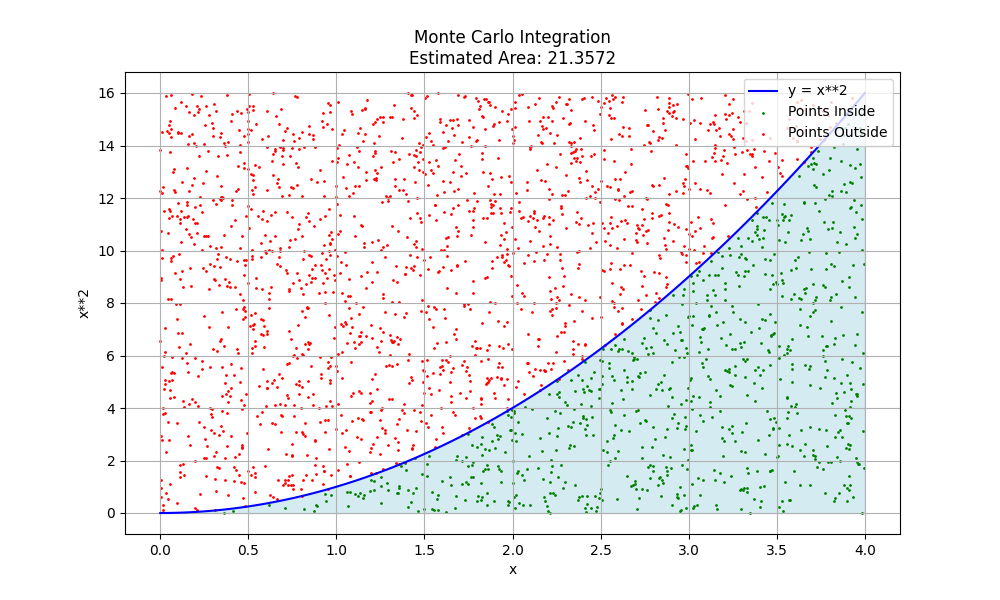 Monte Carlo Integration
Estimated Area: 21.3572
y = x**2
Points Inside
Points Outside
16
14
12
10
8
6
4
2
0
x**2
0.0 0.5 1.0 1.5 2.0 2.5 3.0 3.5 4.0
x